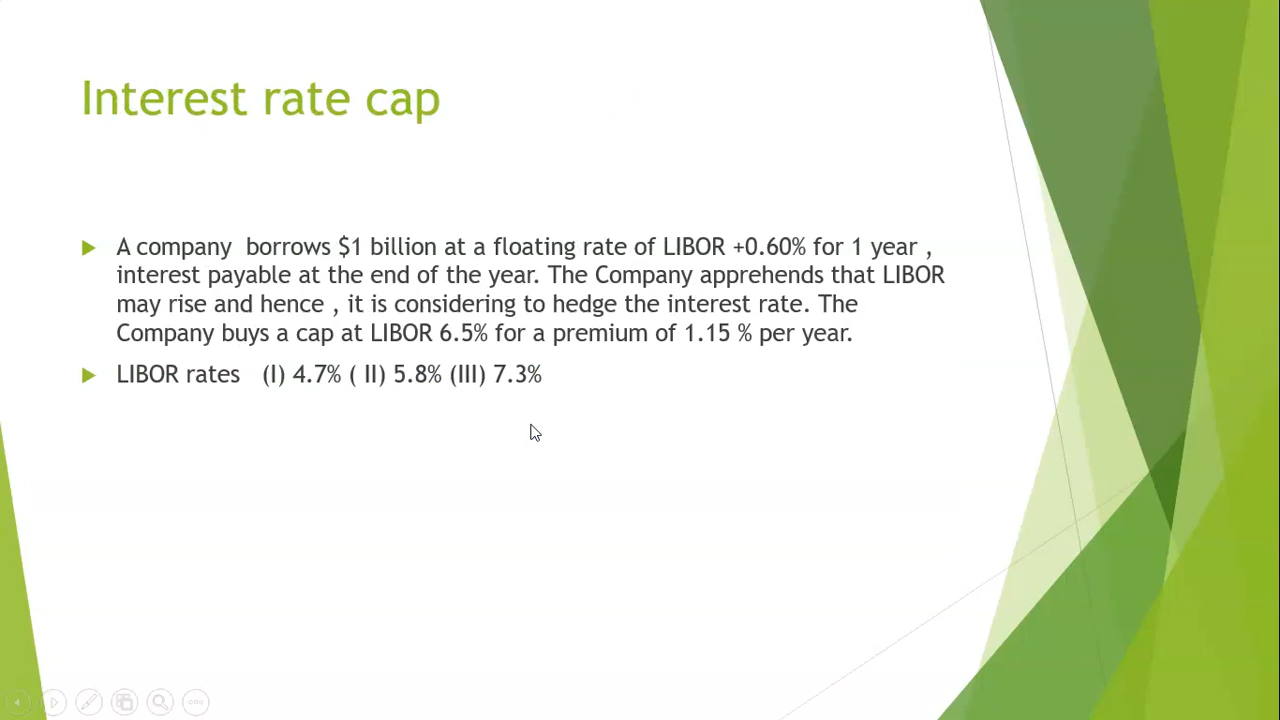 Interest rate cap
A company  borrows $1 billion at a floating rate of LIBOR +0.60% for 1 year ,
interest payable at the end of the year. The Company apprehends that LIBOR
may rise and hence , it is considering to hedge the interest rate. The
Company buys a cap at LIBOR 6.5% for a premium of 1.15 % per year.
LIBOR rates   (I) 4.7% ( II) 5.8% (III) 7.3%